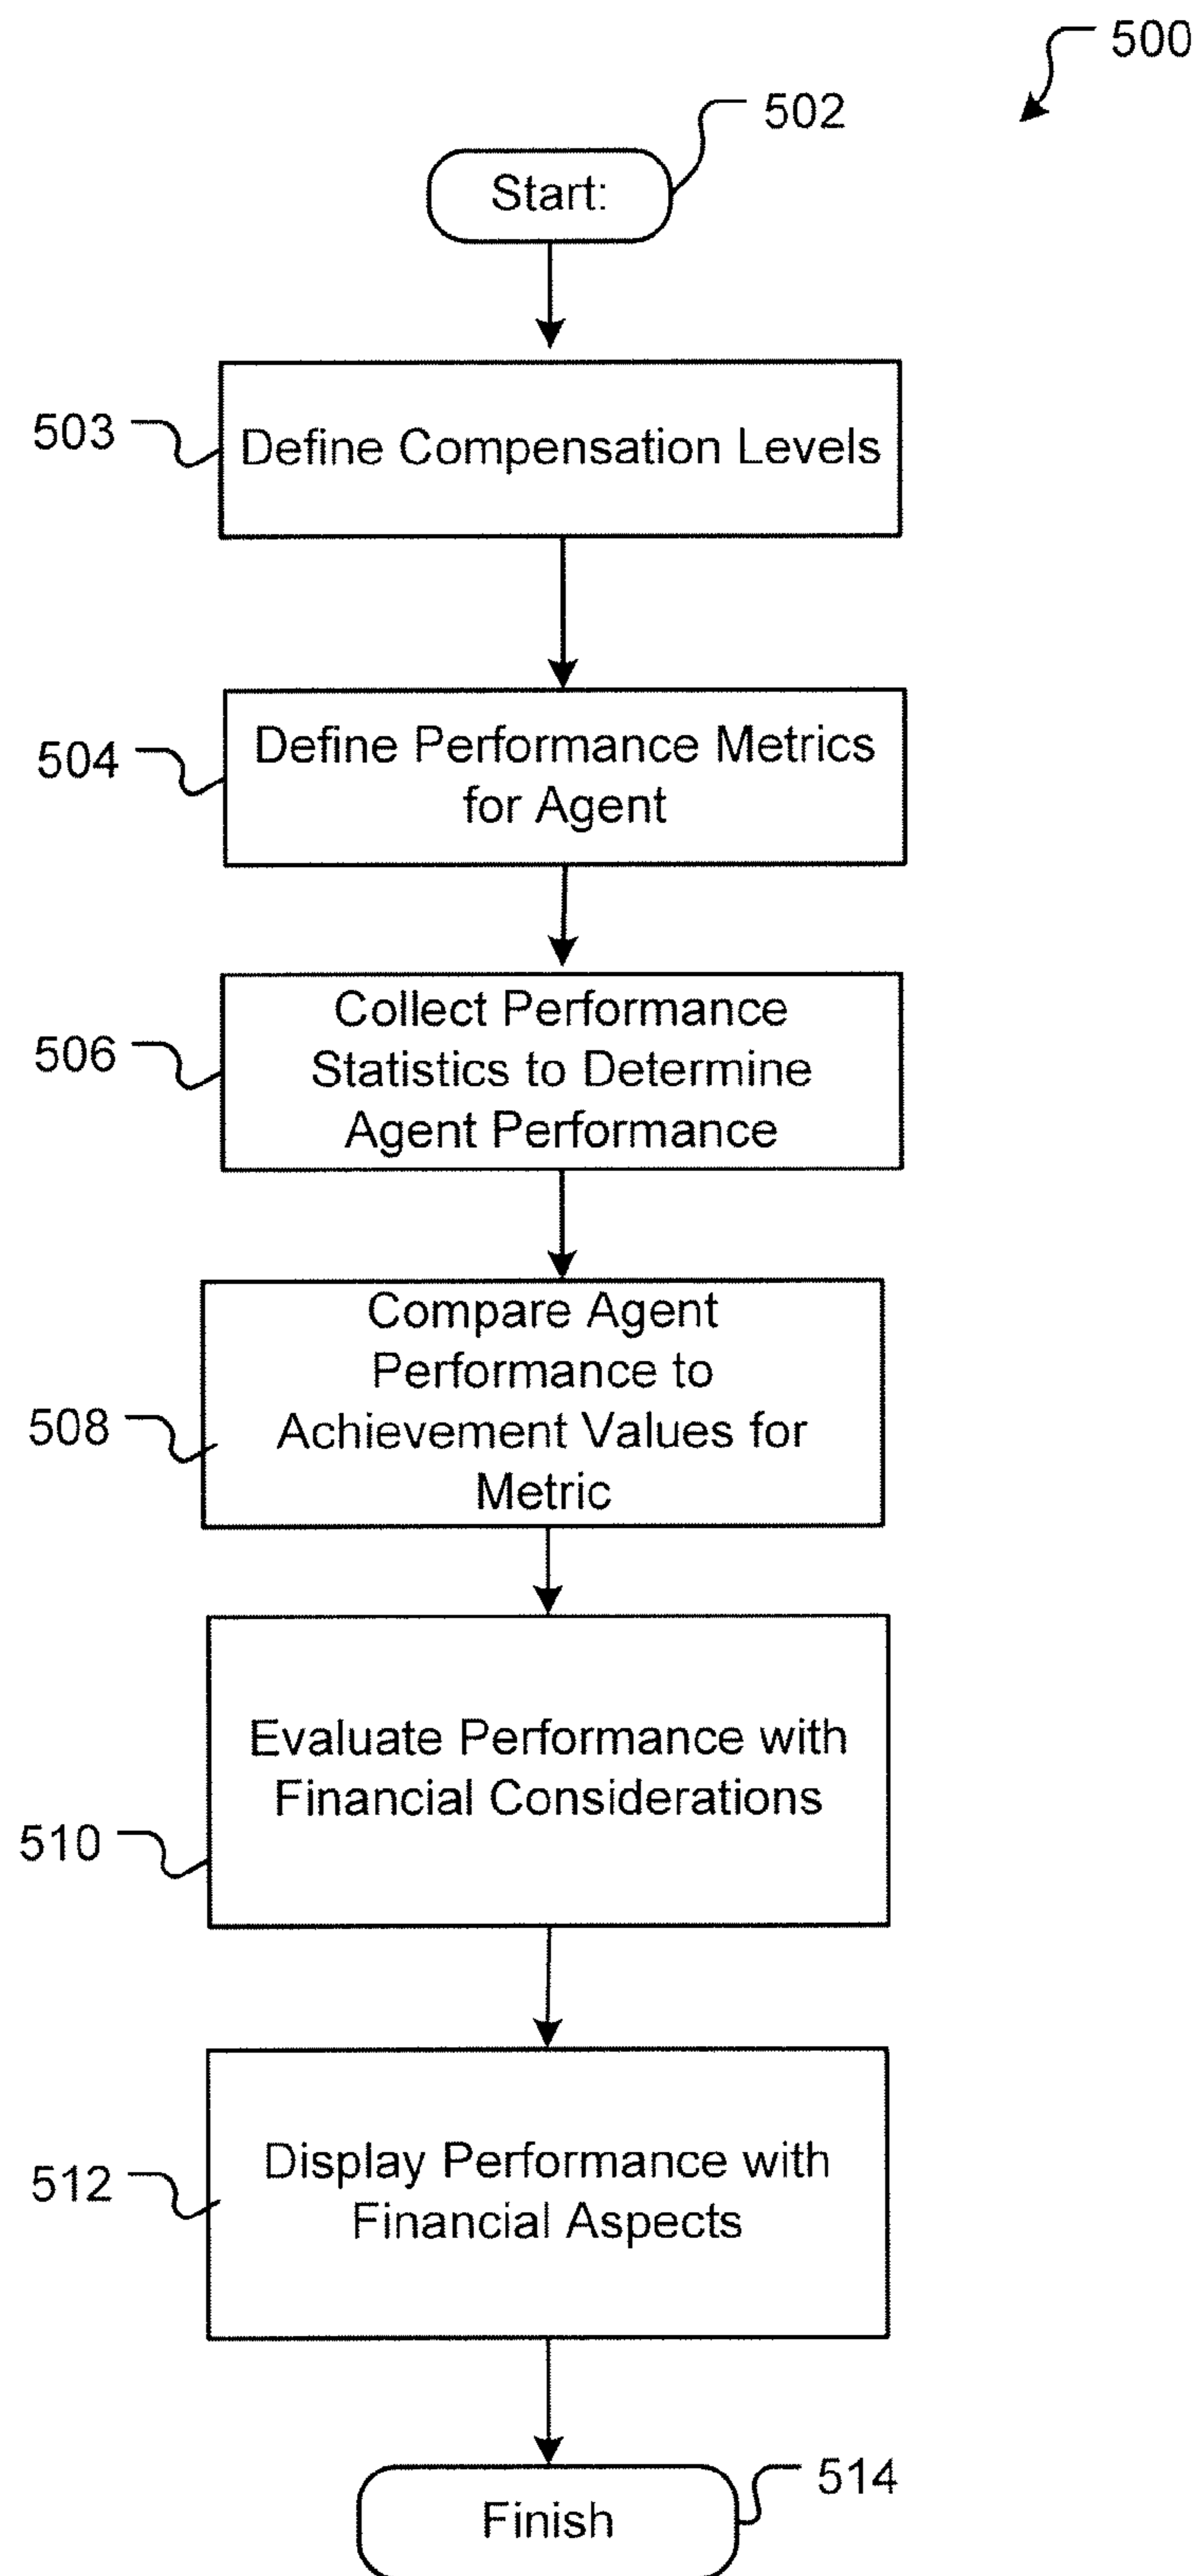 500
502
Start:
503
Define Compensation Levels
504
Define Performance Metrics
for Agent
506
Collect Performance
Statistics to Determine
Agent Performance
508
Compare Agent
Performance to
Achievement Values for
Metric
510
Evaluate Performance with
Financial Considerations
512
Display Performance with
Financial Aspects
514
Finish